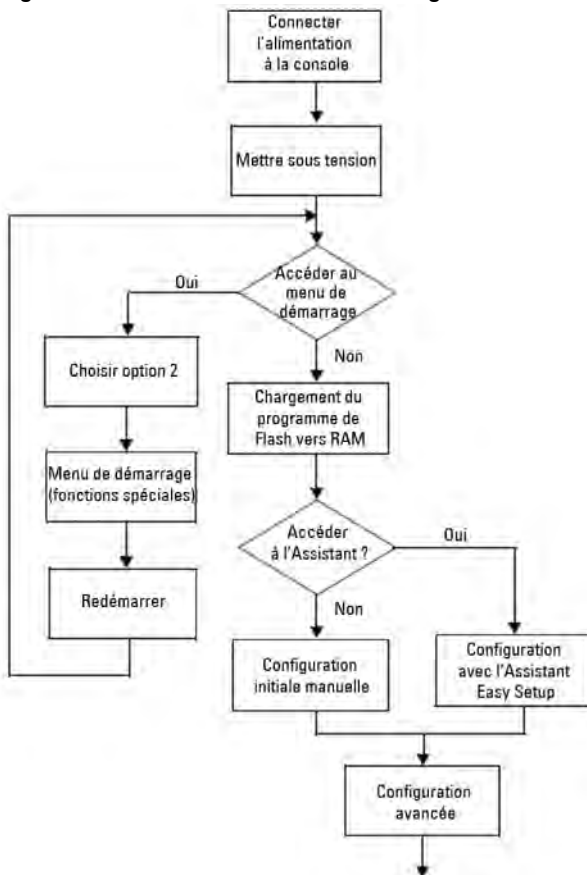 Connecter
l'alimentation
à la console
Mettre sous tension
Accéder au
menu de
démarrage
Oui
Non
Choisir option 2
Chargement du
programme de
Flash vers RAM
Menu de démarrage
(fonctions spéciales)
Accéder
à l'Assistant ?
Oui
Non
Redémarrer
Configuration
initiale manuelle
Configuration
avec l'Assistant
Easy Setup
Configuration
avancée